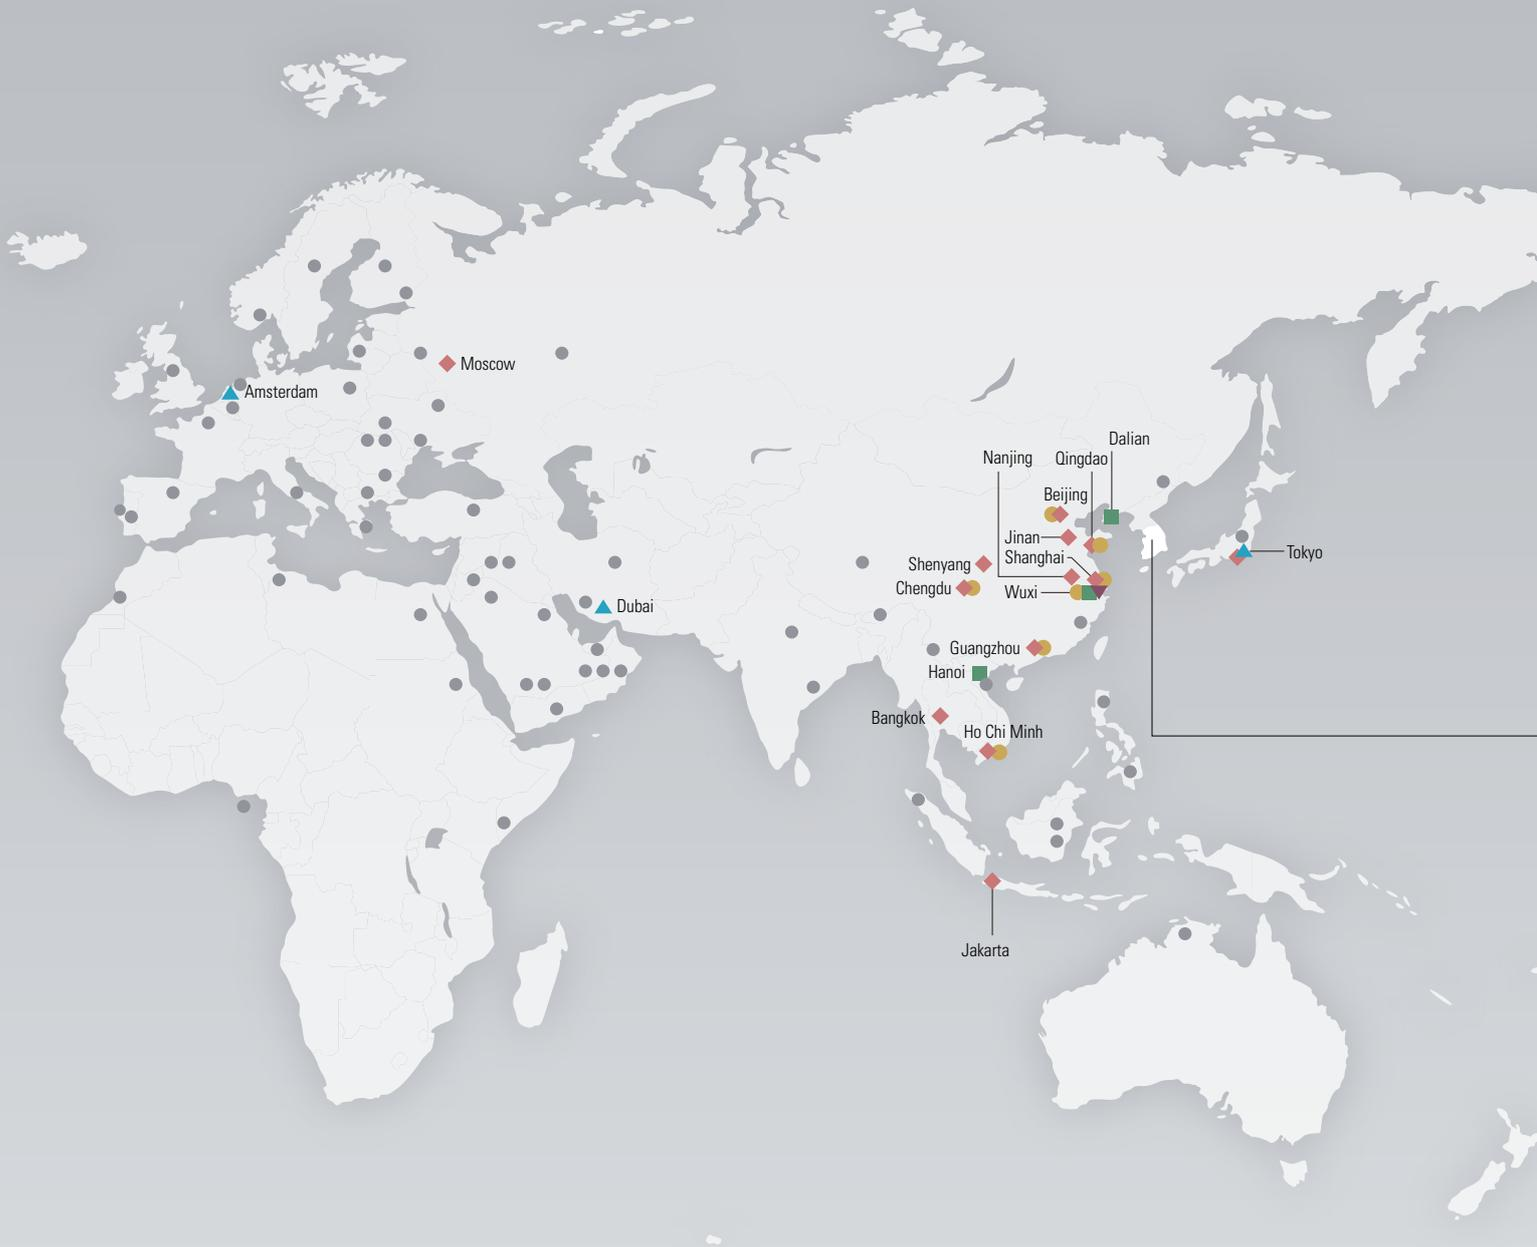 Moscow
Amsterdam
Dalian
Nanjing
Qingdao
Beijing
Jinan
Shanghai
Tokyo
Shenyang
Chengdu
Wuxi
Dubai
Guangzhou
Hanoi
Bangkok
Ho Chi Minh
Jakarta